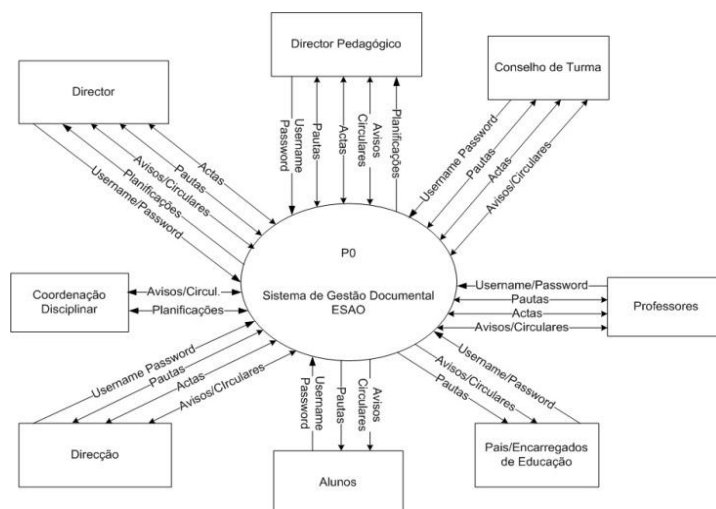 Director Pedagógico
Username
Password
Pautas
Actas
Avisos
Circulares
Planificações
Director
Actas
Pautas
Avisos/Circulares
Planificações
Username/Password
Conselho de Turma
Username Password
Pautas
Actas
Avisos/Circulares
P0
Sistema de Gestão Documental
ESAO
Coordenação
Disciplinar
Avisos/Circul.
Planificações
Professores
Username/Password
Pautas
Actas
Avisos/Circulares
Direcção
Username Password
Pautas
Actas
Avisos/CIrculares
Alunos
Username
Password
Pautas
Avisos
Circulares
Pais/Encarregados
de Educação
Username/Password
Avisos/Circulares
Pautas